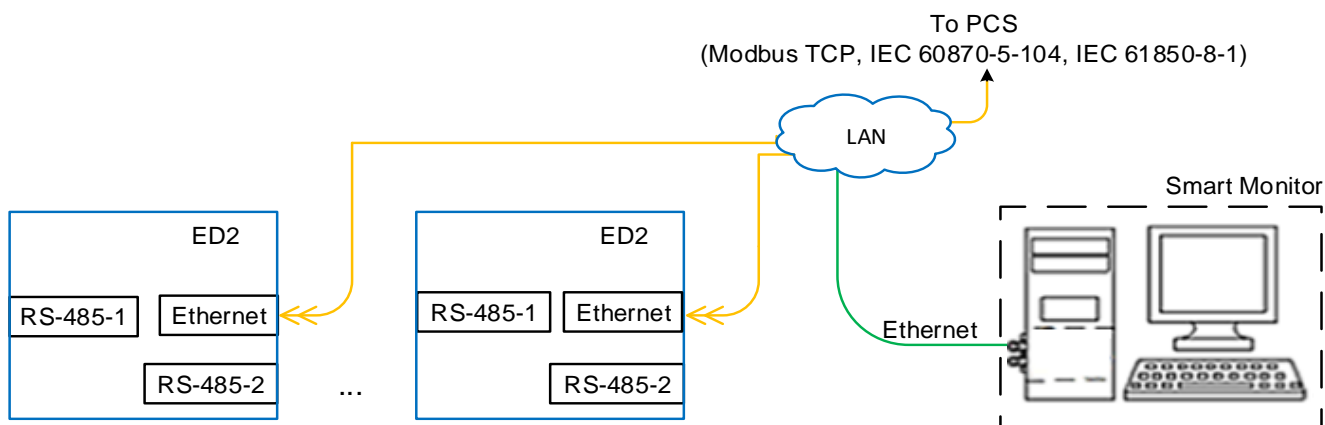 To PCS
(Modbus TCP, IEC 60870-5-104, IEC 61850-8-1)
LAN
Smart Monitor
ED2
ED2
RS-485-1
Ethernet
RS-485-1
Ethernet
Ethernet
RS-485-2
...
RS-485-2